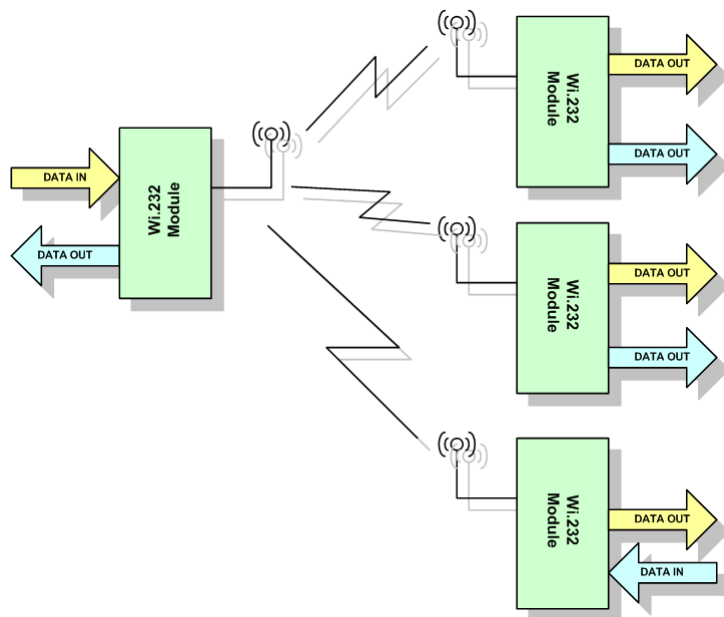 DATA IN
DATA OUT
Wi.232
Module
Wi.232
Module
DATA OUT
DATA OUT
Wi.232
Module
DATA OUT
DATA OUT
Wi.232
Module
DATA OUT
DATA IN